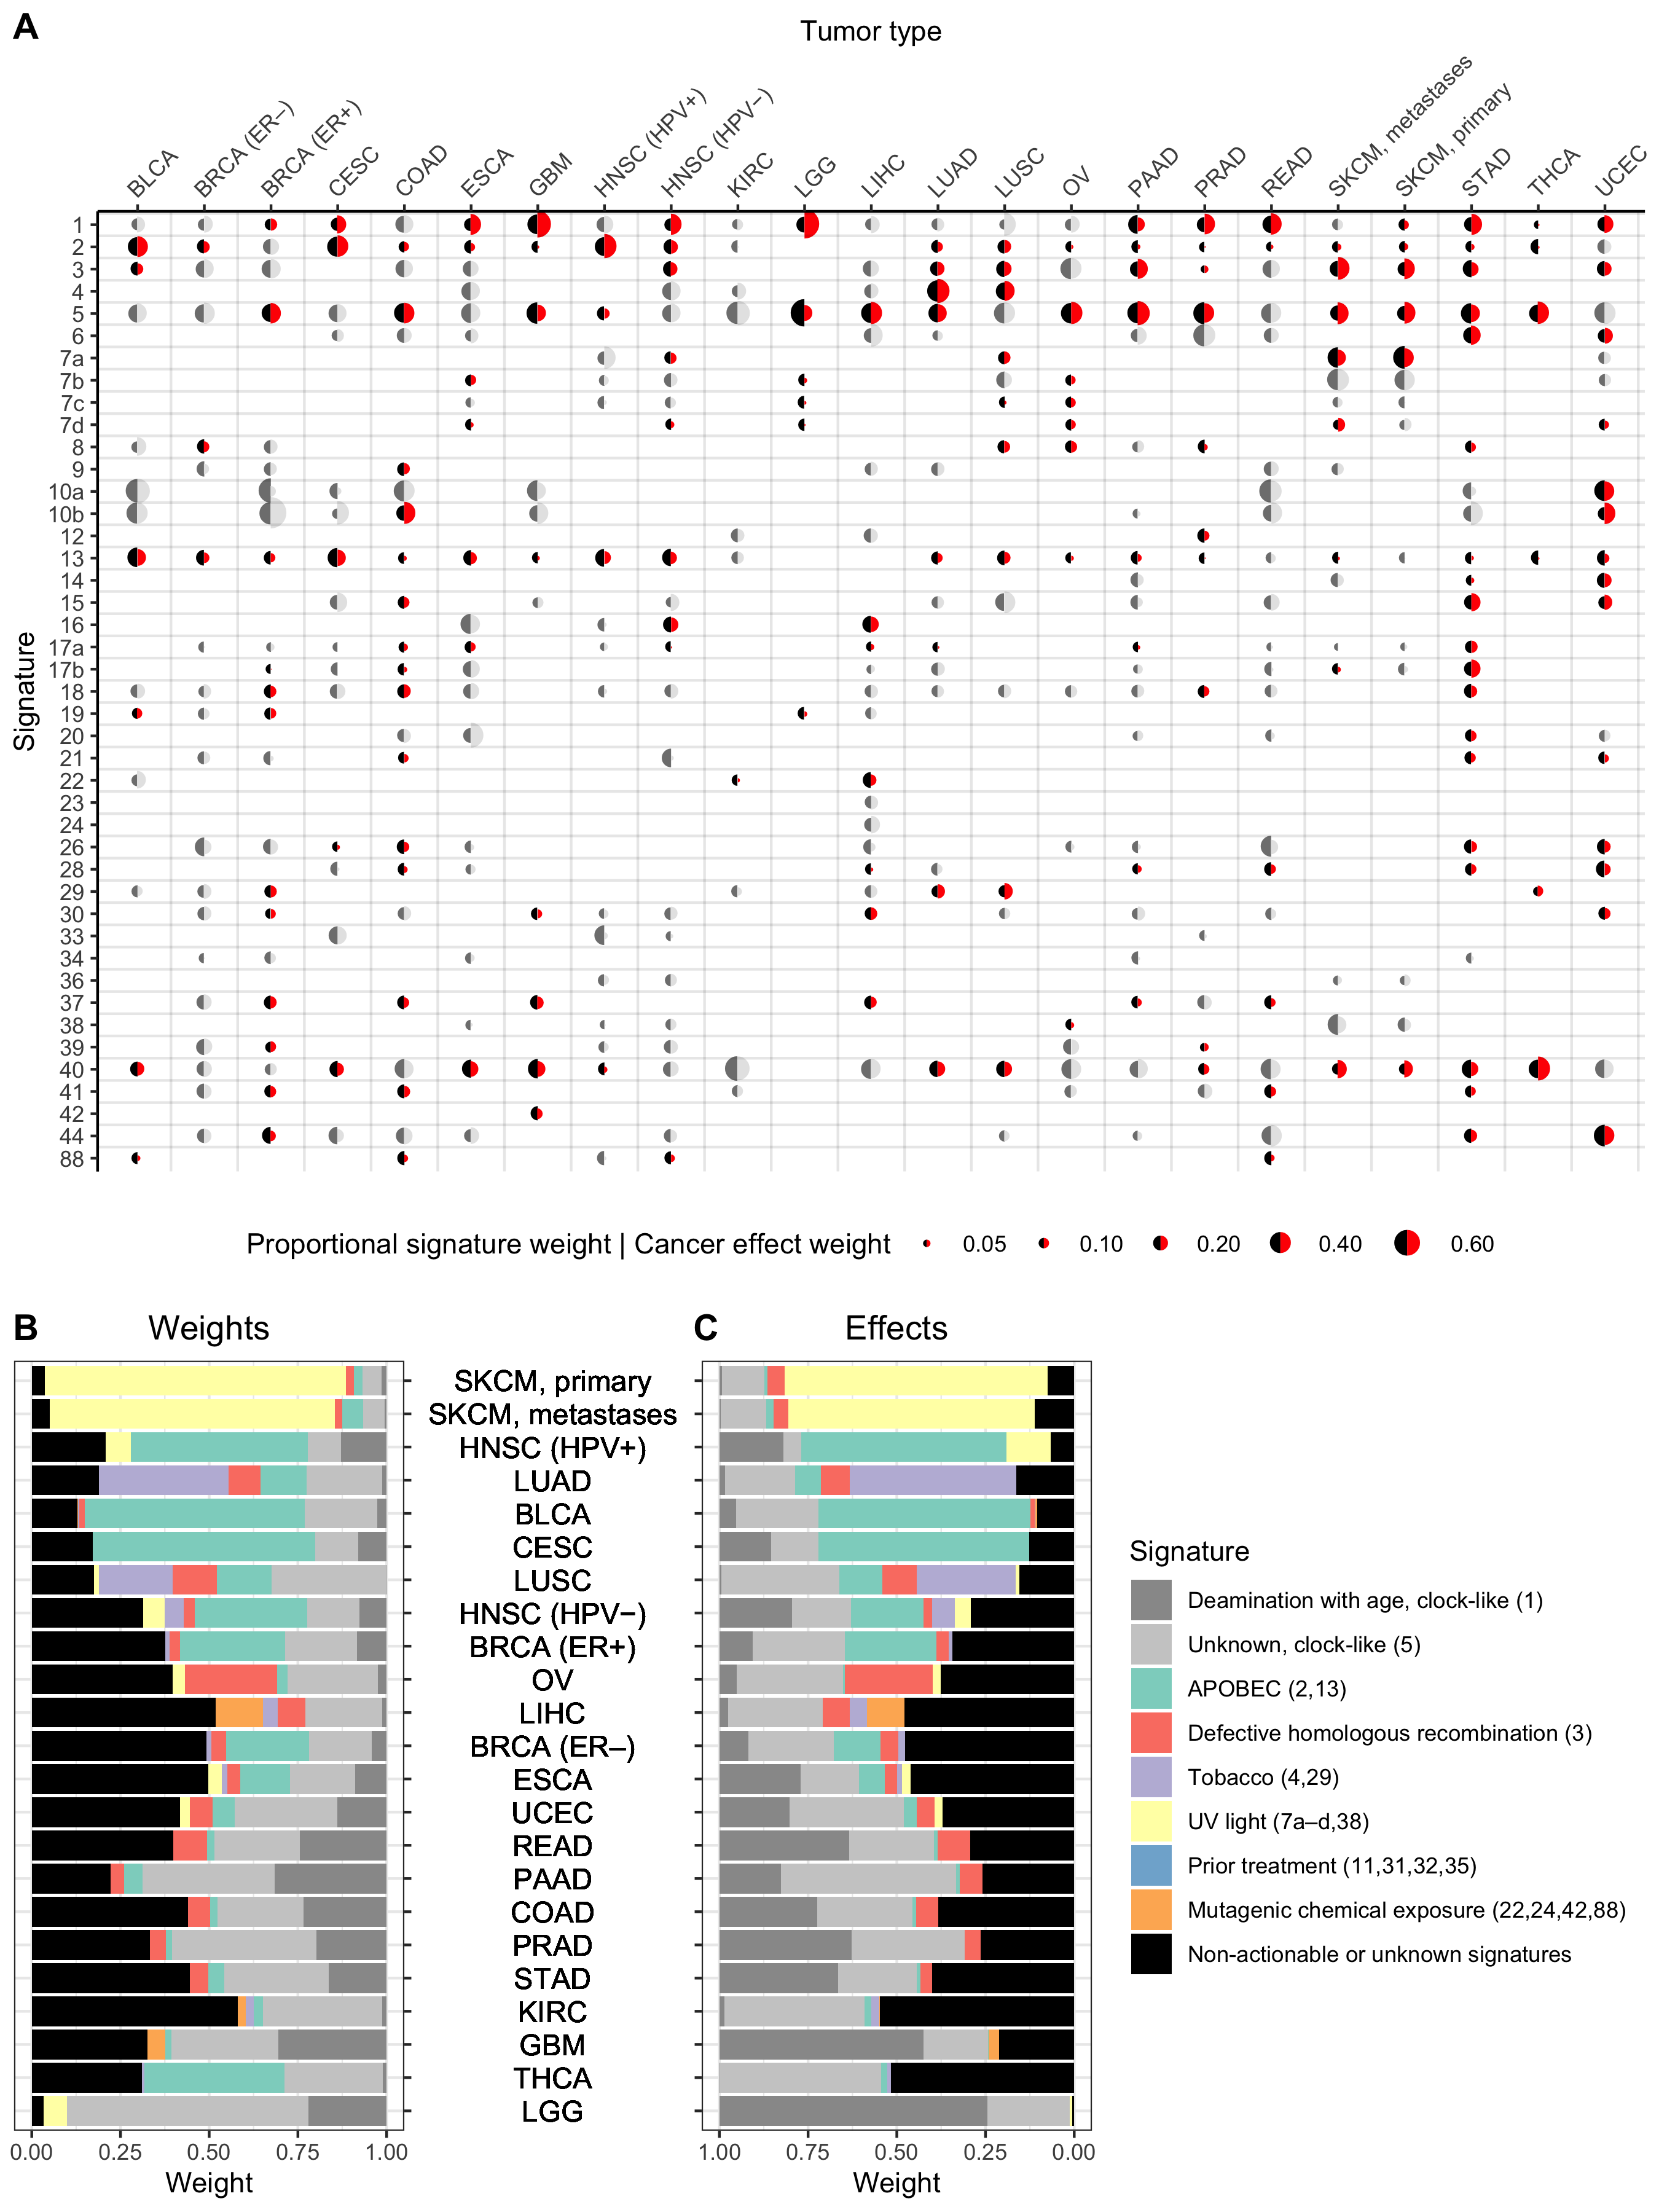 A
Tumor type
BLCA
BRCA (ER−)
BRCA (ER+)
CESC
COAD
ESCA
GBM
HNSC (HPV+)
HNSC (HPV−)
KIRC
LGG
LIHC
LUAD
LUSC
OV
PAAD
PRAD
READ
SKCM, metastases
SKCM, primary
STAD
THCA
UCEC
Signature
1
2
3
4
5
6
7a
7b
7c
7d
8
9
10a
10b
12
13
14
15
16
17a
17b
18
19
20
21
22
23
24
26
28
29
30
33
34
36
37
38
39
40
41
42
44
88
Proportional signature weight | Cancer effect weight 0.05 0.10 0.20 0.40 0.60
B Weights
C Effects
SKCM, primary
SKCM, metastases
HNSC (HPV+)
LUAD
BLCA
CESC
LUSC
HNSC (HPV−)
BRCA (ER+)
OV
LIHC
BRCA (ER−)
ESCA
UCEC
READ
PAAD
COAD
PRAD
STAD
KIRC
GBM
THCA
LGG
0.00 0.25 0.50 0.75 1.00
Weight
1.00 0.75 0.50 0.25 0.00
Weight
Signature
Deamination with age, clock-like (1)
Unknown, clock-like (5)
APOBEC (2,13)
Defective homologous recombination (3)
Tobacco (4,29)
UV light (7a–d,38)
Prior treatment (11,31,32,35)
Mutagenic chemical exposure (22,24,42,88)
Non-actionable or unknown signatures